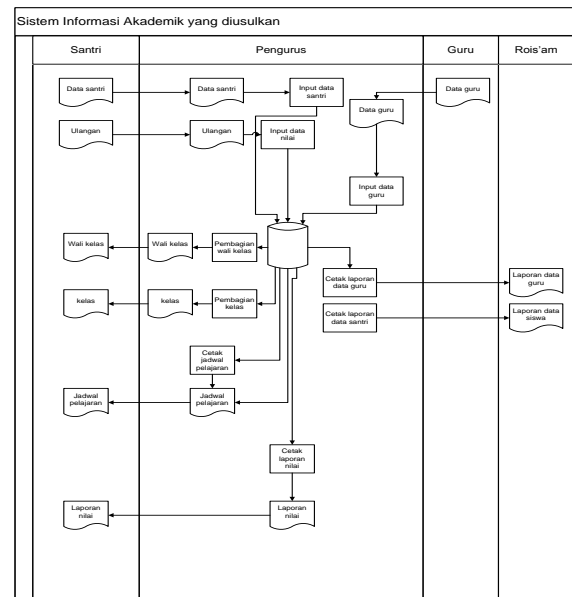 Sistem Informasi Akademik yang diusulkan
Santri
Pengurus
Guru
Rois'am
Data santri
Data santri
Input data
santri
Data guru
Data guru
Ulangan
Ulangan
Input data
nilai
Input data
guru
Wali kelas
Wali kelas
Pembagian
wali kelas
Cetak laporan
data guru
Laporan data
guru
kelas
kelas
Pembagian
kelas
Cetak laporan
data santri
Laporan data
siswa
Cetak
jadwal
pelajaran
Jadwal
pelajaran
Jadwal
pelajaran
Cetak
laporan
nilai
Laporan
nilai
Laporan
nilai